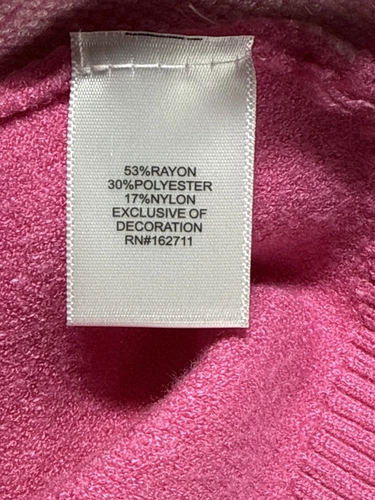 53%RAYON
30%POLYESTER
17%NYLON
EXCLUSIVE OF
DECORATION
RN#162711